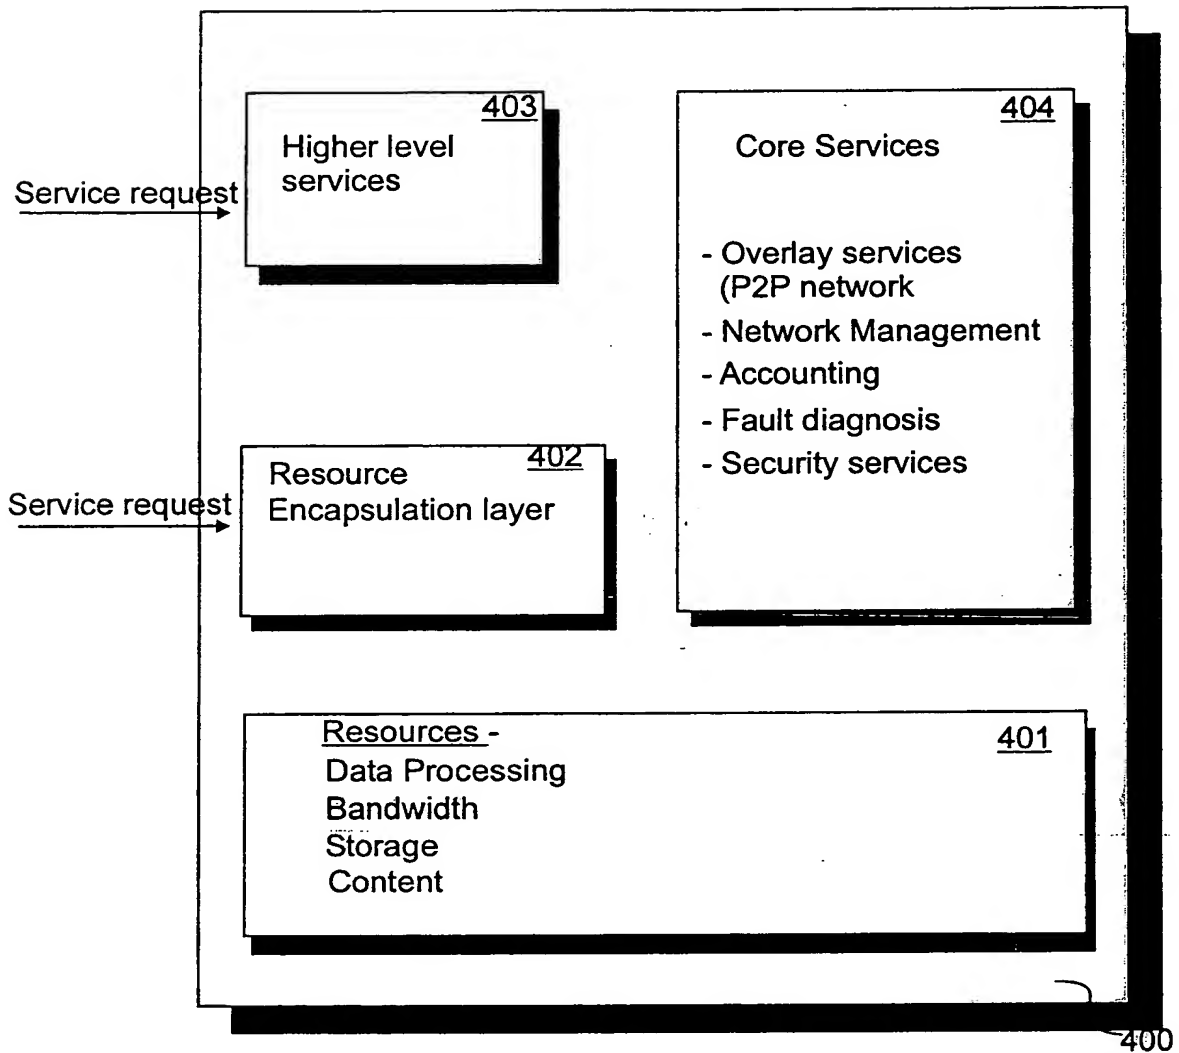 403
Higher level
services
Service request
404
Core Services
- Overlay services
(P2P network
- Network Management
- Accounting
- Fault diagnosis
- Security services
402
Resource
Encapsulation layer
Service request
Resources -
401
Data Processing
Bandwidth
Storage
Content
400